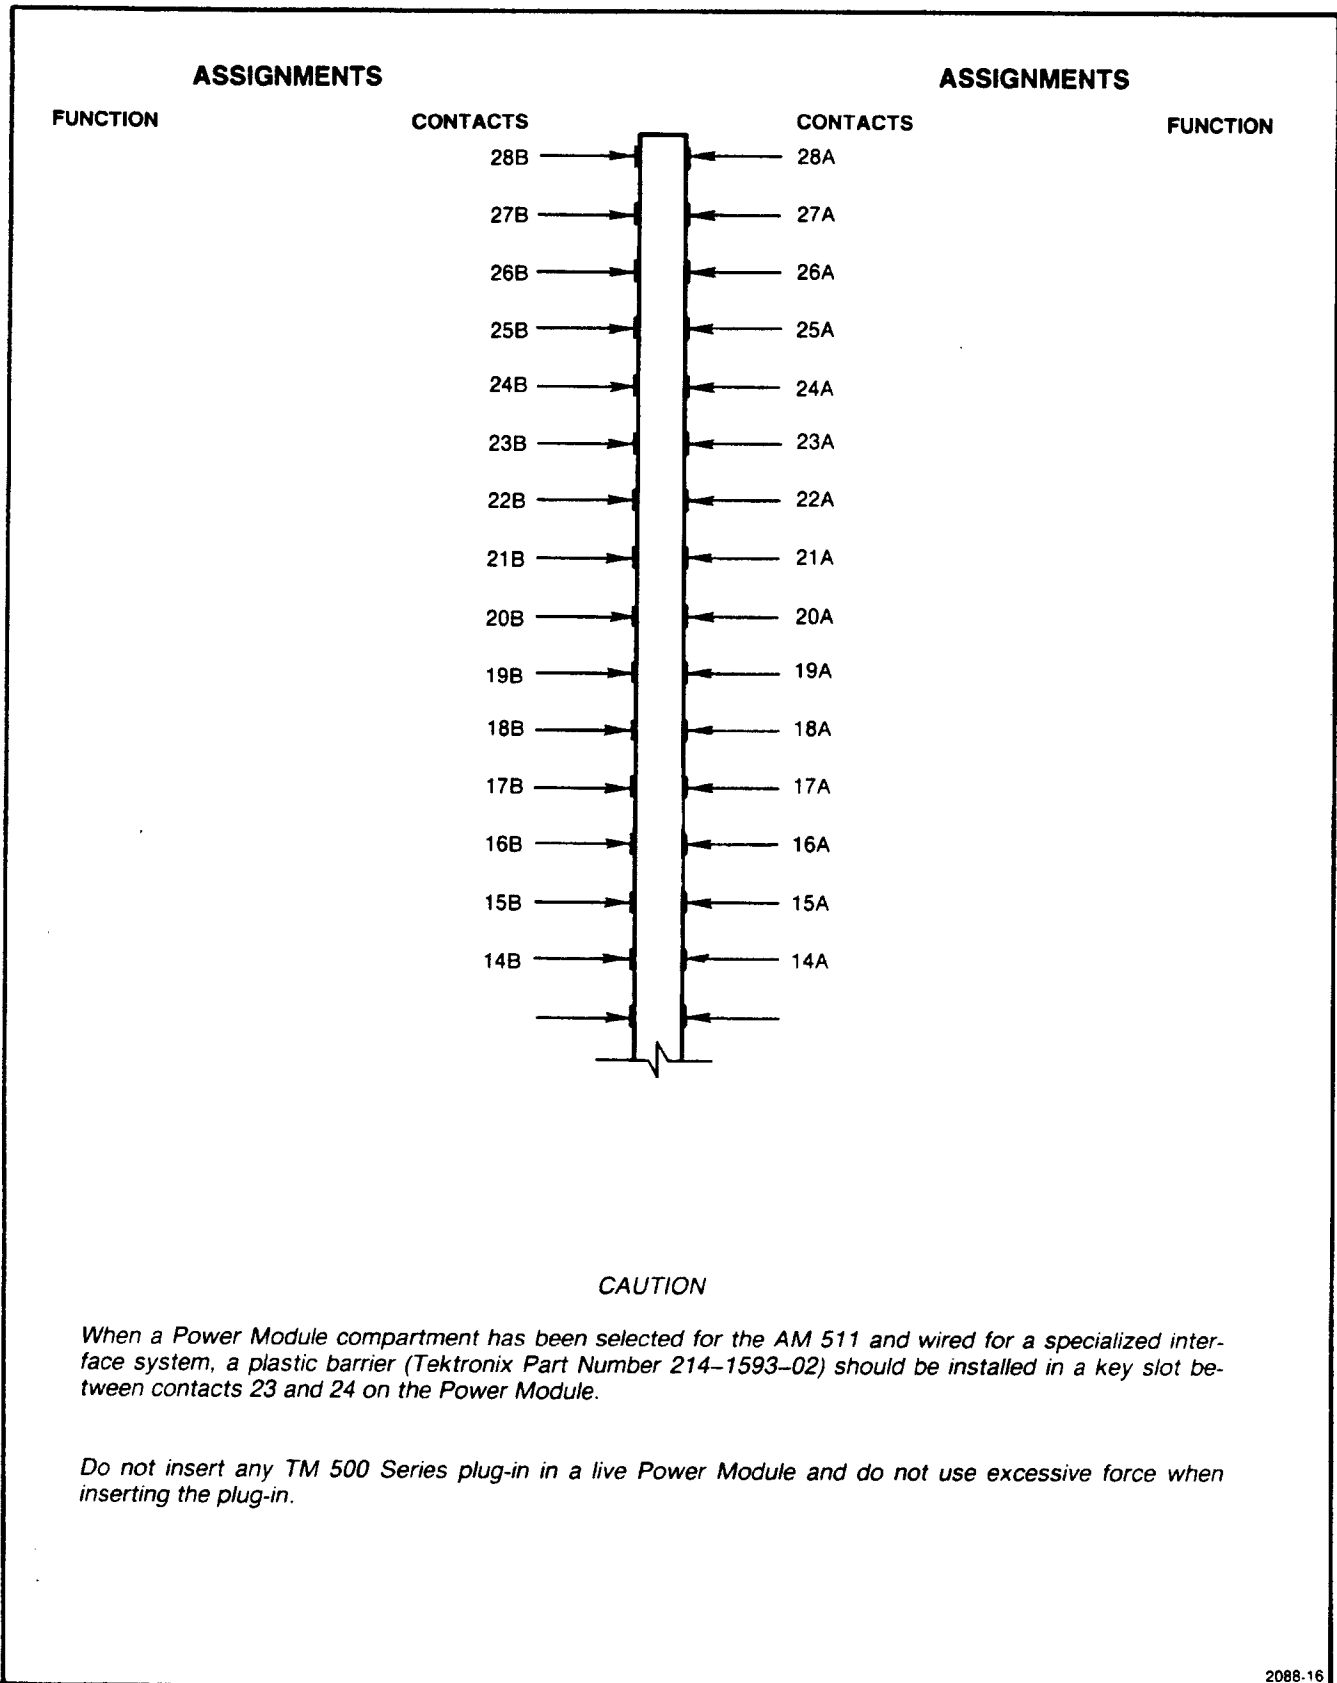 ASSIGNMENTS ASSIGNMENTS
FUNCTION CONTACTS CONTACTS FUNCTION
28B 28A
27B 27A
26B 26A
25B 25A
24B 24A
23B 23A
22B 22A
21B 21A
20B 20A
19B 19A
18B 18A
17B 17A
16B 16A
15B 15A
14B 14A
CAUTION
When a Power Module compartment has been selected for the AM 511 and wired for a specialized inter-
face system, a plastic barrier (Tektronix Part Number 214–1593–02) should be installed in a key slot be-
tween contacts 23 and 24 on the Power Module.
Do not insert any TM 500 Series plug-in in a live Power Module and do not use excessive force when
inserting the plug-in.
2088-16